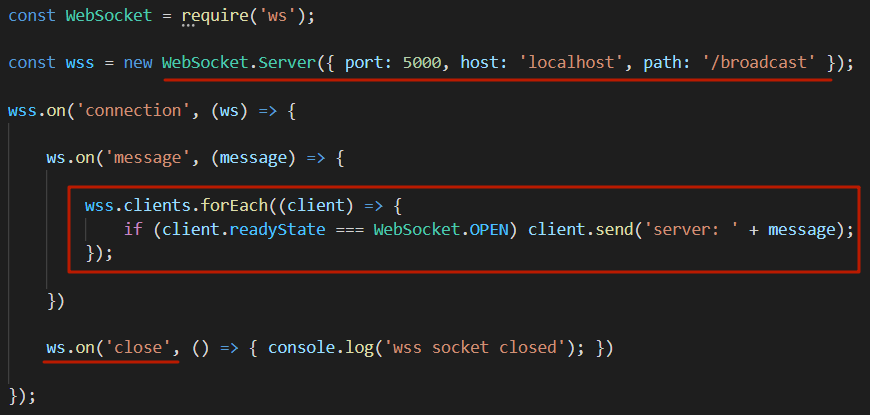 const WebSocket = require('ws');
const wss = new WebSocket.Server({ port: 5000, host: 'localhost', path: '/broadcast' });
wss.on('connection', (ws) => {
ws.on('message', (message) => {
wss.clients.forEach((client) => {
if (client.readyState === WebSocket.OPEN) client.send('server: ' + message);
});
})
ws.on('close', () => { console.log('wss socket closed'); })
});